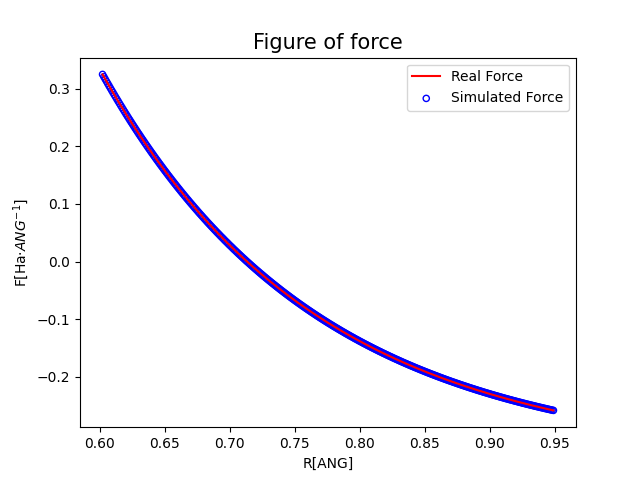 Figure of force
Real Force
Simulated Force
0.3
0.2
0.1
0.0
−0.1
−0.2
F[Ha·ANG⁻¹]
0.60 0.65 0.70 0.75 0.80 0.85 0.90 0.95
R[ANG]